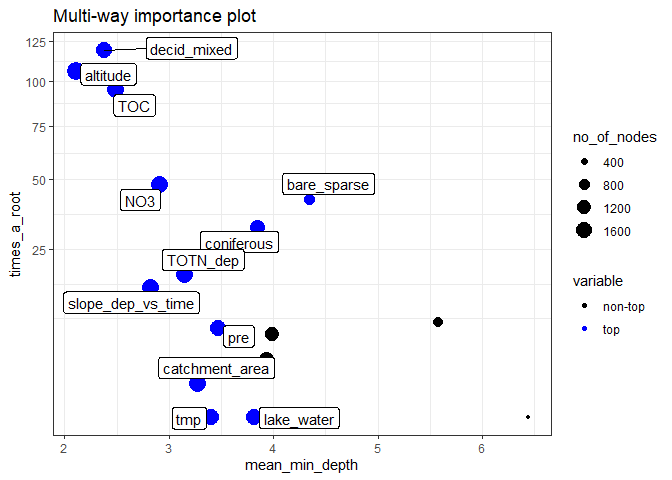 Multi-way importance plot
125
100
75
50
25
times_a_root
decid_mixed
altitude
TOC
NO3
bare_sparse
coniferous
TOTN_dep
slope_dep_vs_time
pre
catchment_area
tmp
lake_water
2
3
4
5
6
mean_min_depth
no_of_nodes
400
800
1200
1600
variable
non-top
top